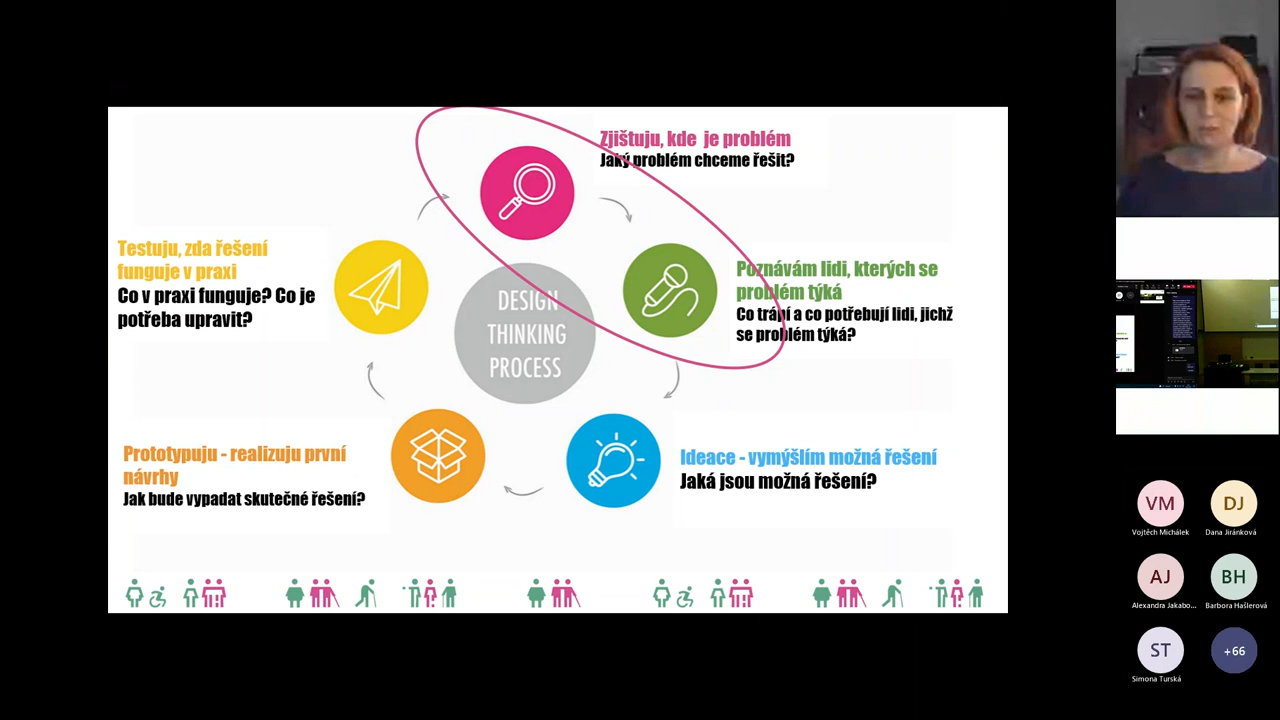 Zjištuju, kde je problém
Jaký problém chceme řešit?
Testuju, zda řešení
funguje v praxi
Co v praxi funguje? Co je
potřeba upravit?
Poznávám lidi, kterých se
problém týká
Co trápí a co potřebují lidi, jichž
se problém týká?
DESIGN
THINKING
PROCESS
Prototypuju - realizuju první
návrhy
Jak bude vypadat skutečné řešení?
Ideace - vymýšlím možná řešení
Jaká jsou možná řešení?
VM
DJ
Vojtěch Michálek
Dana Jiránková
AJ
BH
Alexandra Jakabo...
Barbora Hašlerová
ST
+66
Simona Turská